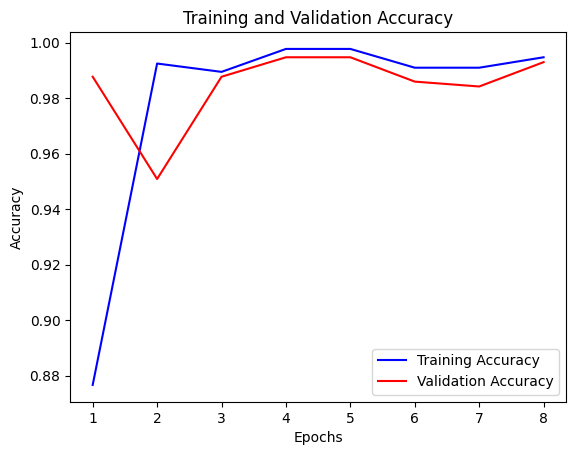 Training and Validation Accuracy
1.00
0.98
0.96
0.94
0.92
0.90
0.88
Accuracy
Training Accuracy
Validation Accuracy
1 2 3 4 5 6 7 8
Epochs